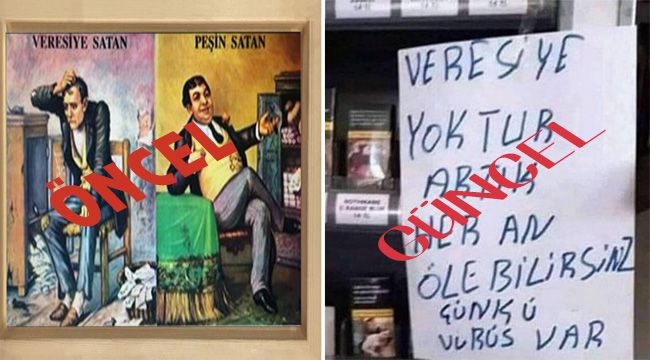 VERESİYE SATAN
PEŞİN SATAN
ÖNCEL
VERESİYE
YOKTUR
ARTIK
HER AN
ÖLEBİLİRSİNİZ
ÇÜNKÜ
VİRÜS VAR
GÜNCEL